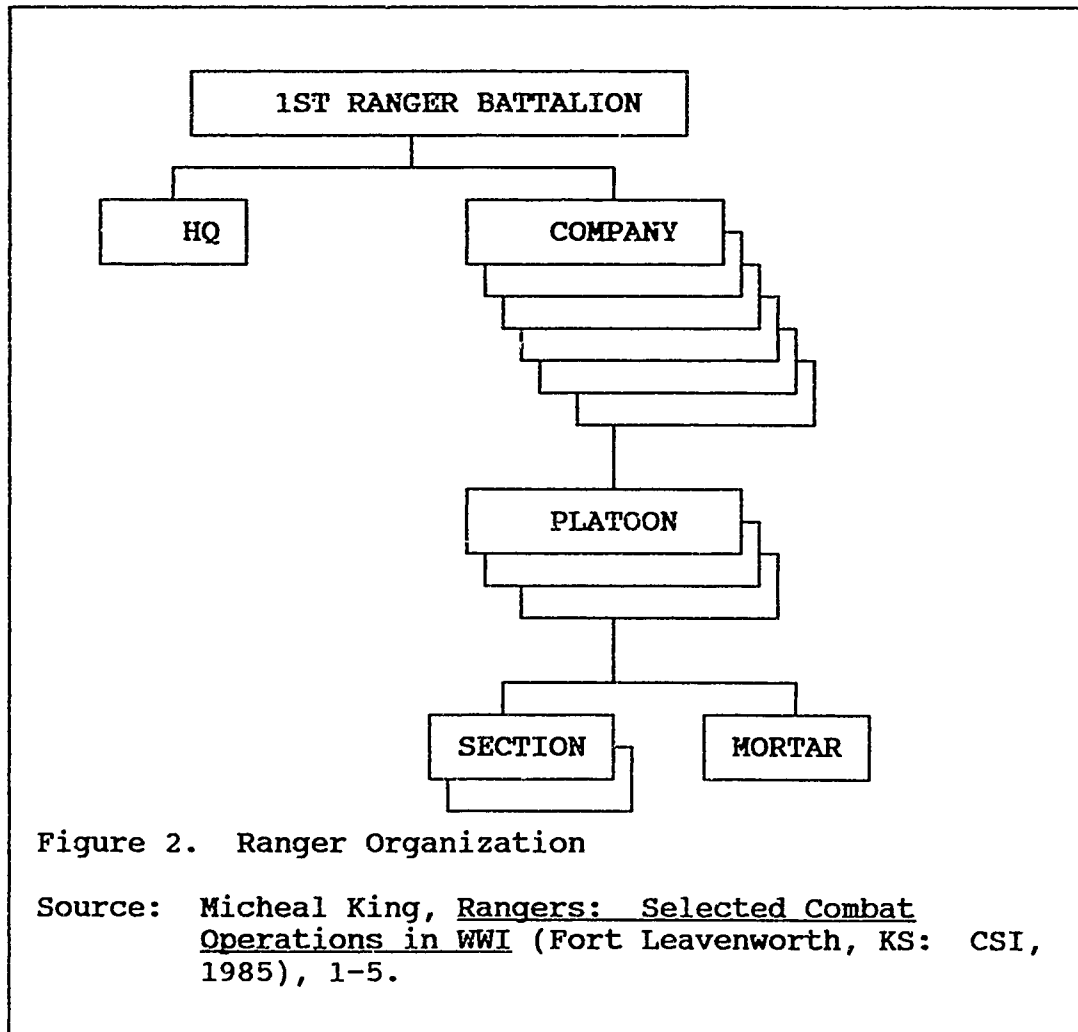 1ST RANGER BATTALION
HQ
COMPANY
PLATOON
SECTION
MORTAR
Figure 2. Ranger Organization
Source: Micheal King, Rangers: Selected Combat
Operations in WWI (Fort Leavenworth, KS: CSI,
1985), 1-5.